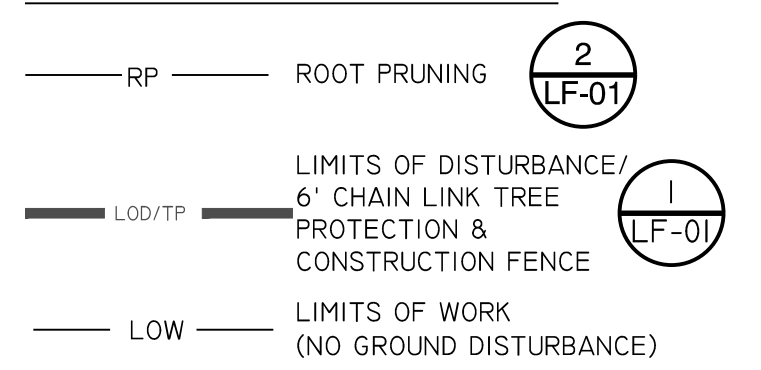 RP ROOT PRUNING 2
LF-01
LIMITS OF DISTURBANCE/
6' CHAIN LINK TREE 1
LOD/TP PROTECTION & LF-01
CONSTRUCTION FENCE
LOW LIMITS OF WORK
(NO GROUND DISTURBANCE)